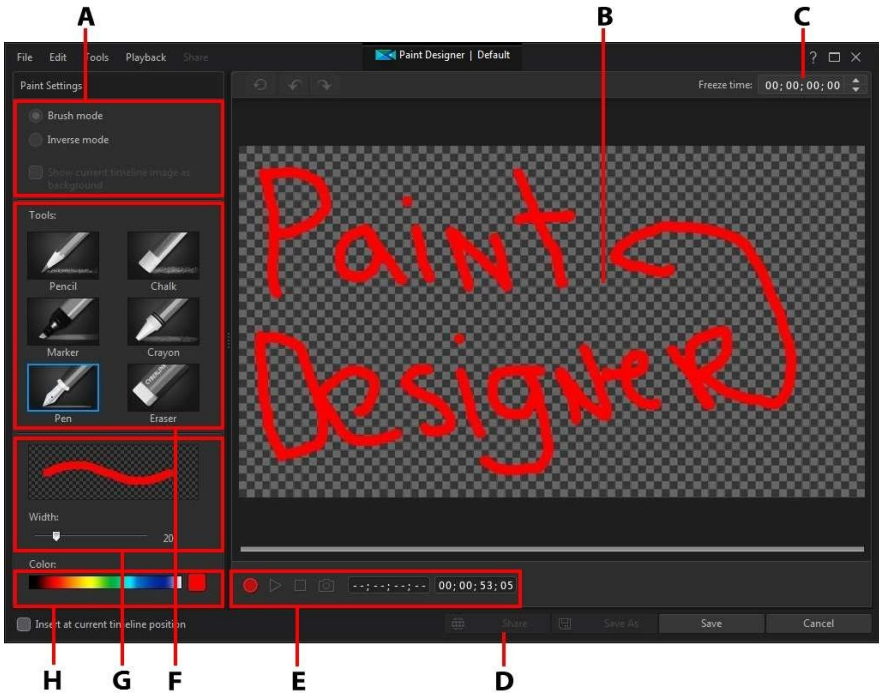 A
B
C
File Edit Tools Playback Share
Paint Designer | Default
?
Paint Settings
Freeze time: 00;00;00;00
Brush mode
Inverse mode
Show current timeline image as
background
Tools:
Pencil
Chalk
Marker
Crayon
CYBERLINK
Pen
Eraser
Paint
Designer
Width:
20
Color:
--;--;--;-- 00;00;53;05
Insert at current timeline position
Share
Save As
Save
Cancel
H
G
F
E
D